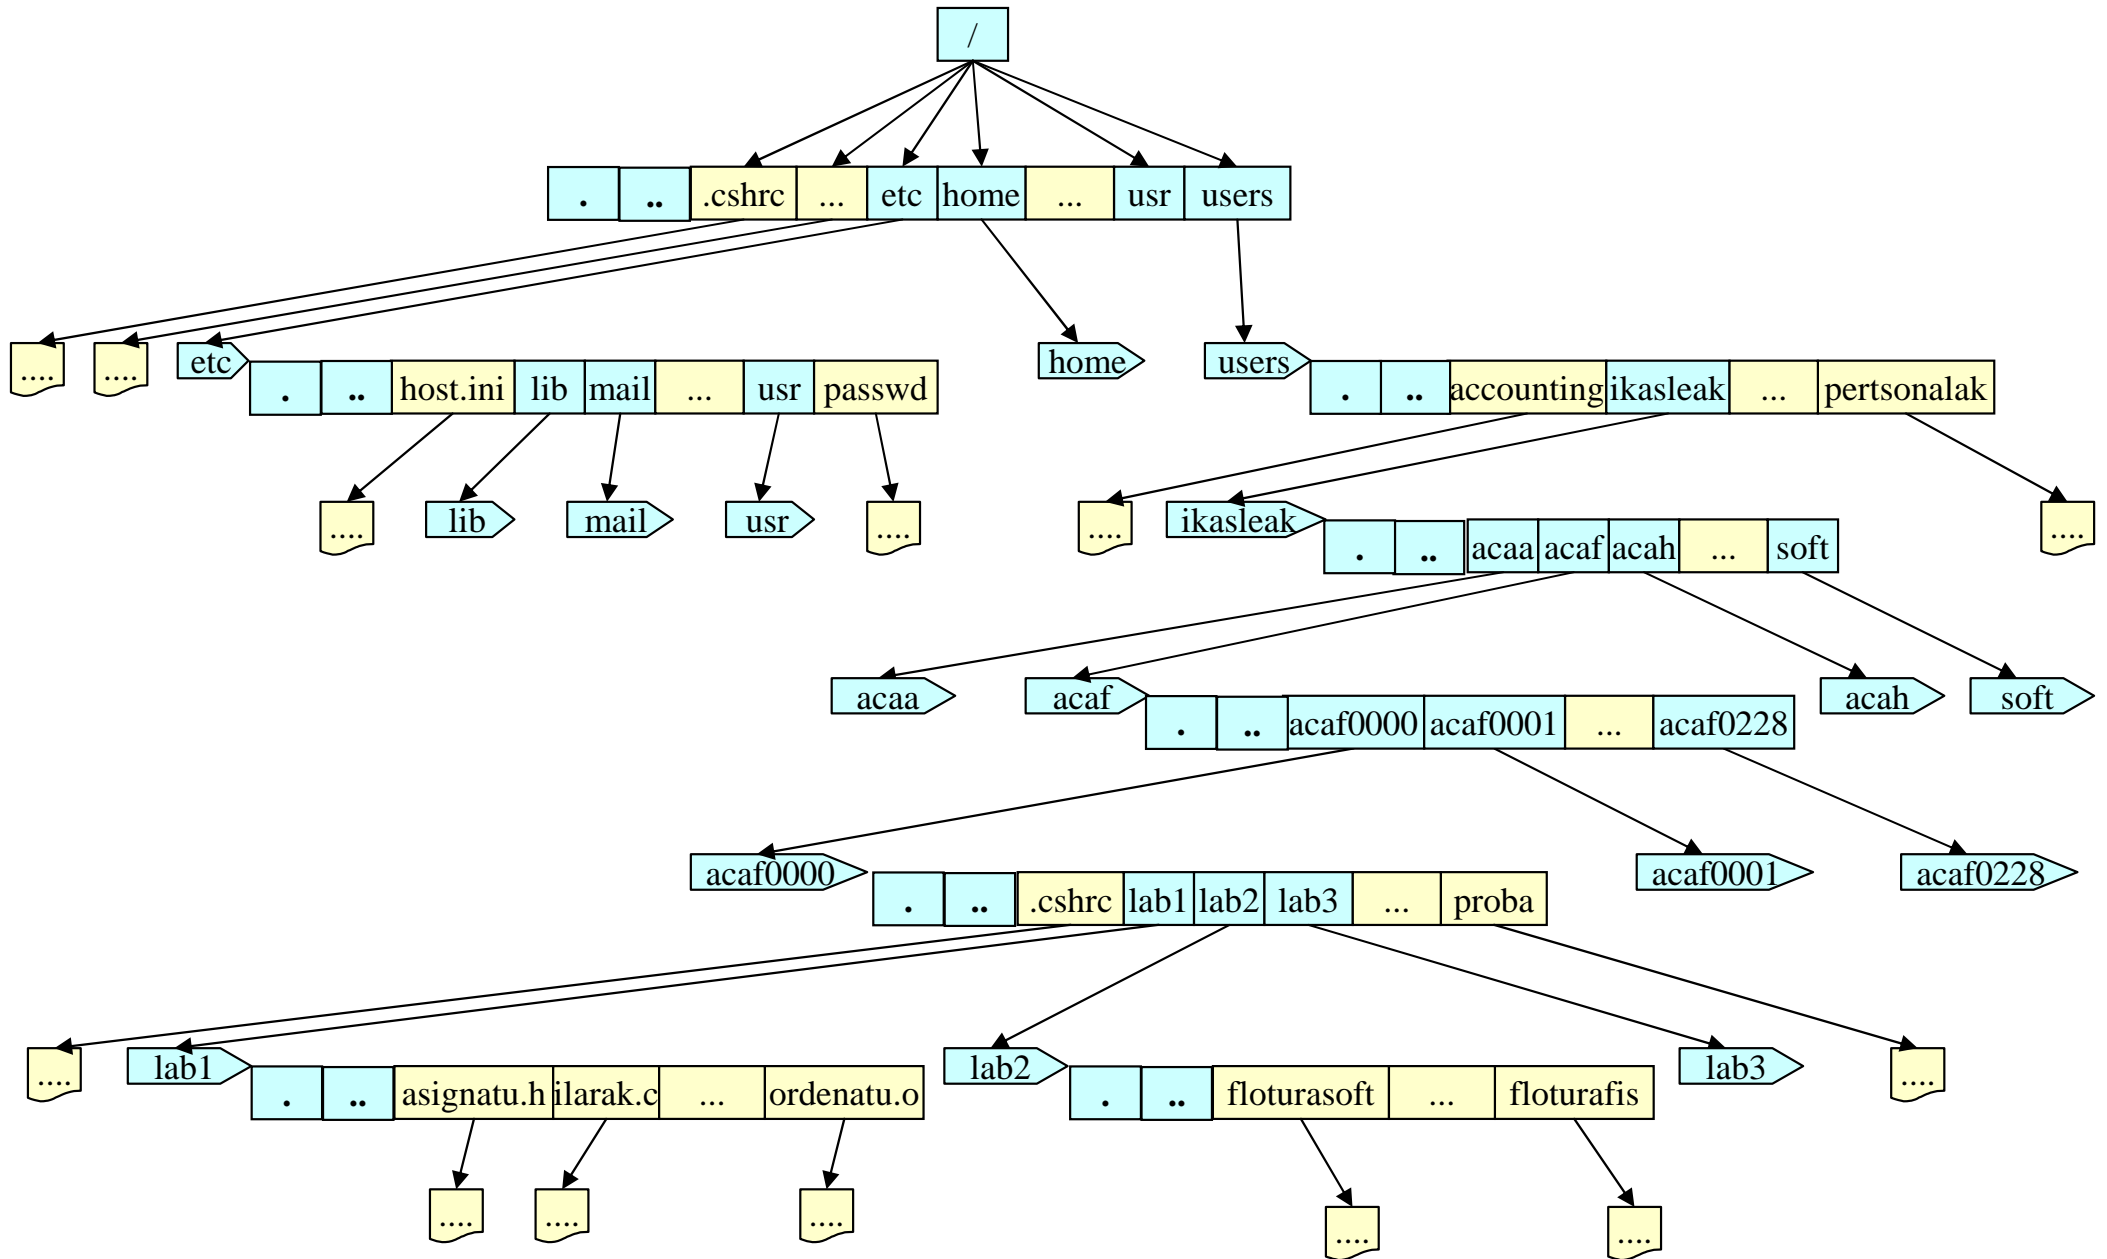 /
. .. .cshrc ... etc home ... usr users
.... .... etc home users
. .. host.ini lib mail ... usr passwd
. .. accounting ikasleak ... pertsonalak
.... lib mail usr .... .... ikasleak ....
. .. acaa acaf acah ... soft
acaa acaf acah soft
. .. acaf0000 acaf0001 ... acaf0228
acaf0000 acaf0001 acaf0228
. .. .cshrc lab1 lab2 lab3 ... proba
.... lab1 lab2 lab3 ....
. .. asignatu.h ilarak.c ... ordenatu.o
. .. floturasoft ... floturafis
.... .... .... .... ....